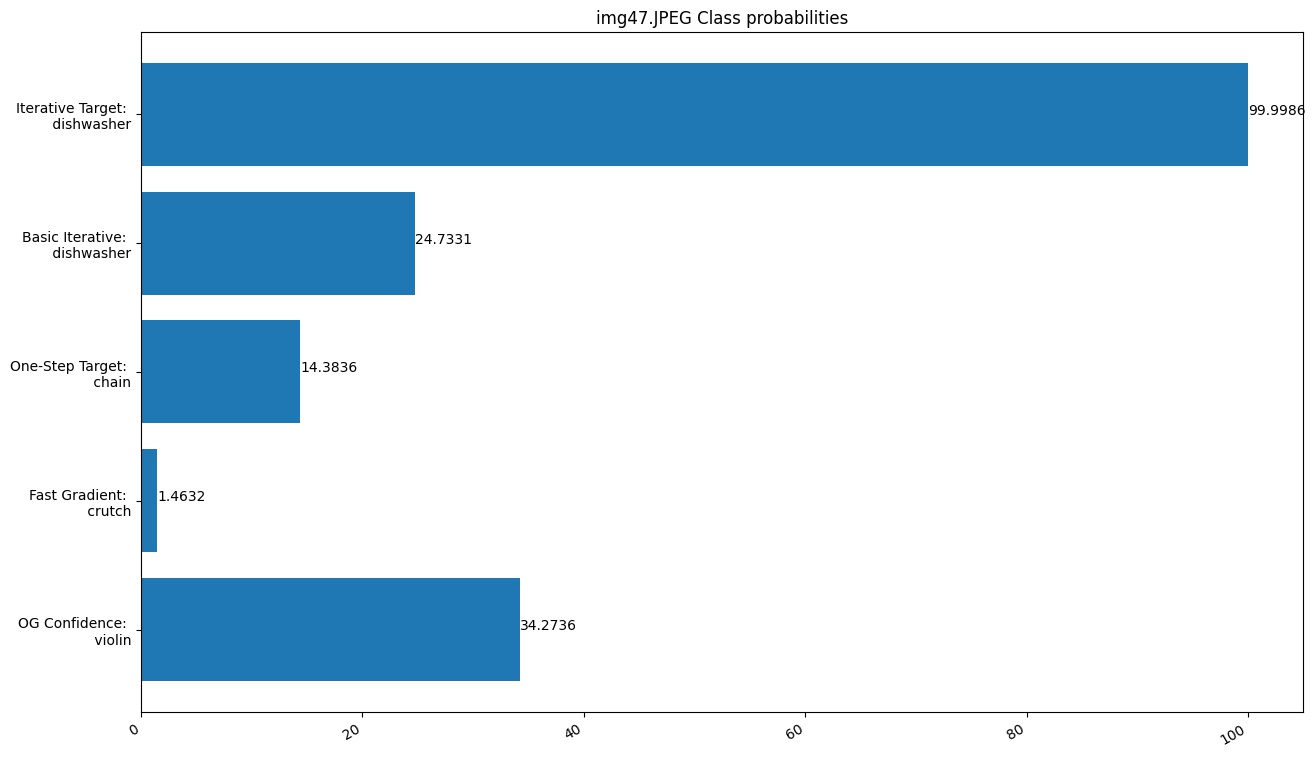 img47.JPEG Class probabilities
Iterative Target:
dishwasher
99.9986
Basic Iterative:
dishwasher
24.7331
One-Step Target:
chain
14.3836
Fast Gradient:
crutch
1.4632
OG Confidence:
violin
34.2736
0 20 40 60 80 100